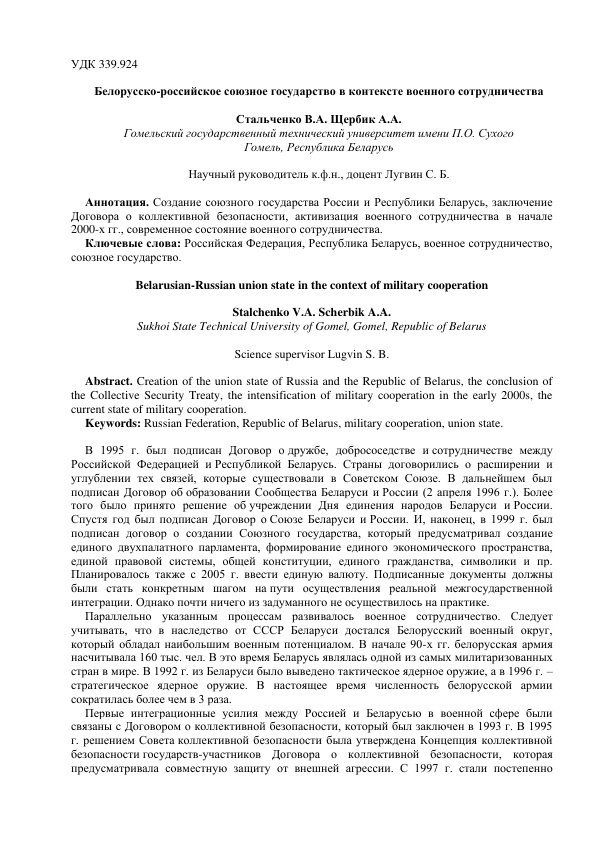 УДК 339.924
Белорусско-российское союзное государство в контексте военного сотрудничества
Стальченко В.А. Щербик А.А.
Гомельский государственный технический университет имени П.О. Сухого
Гомель, Республика Беларусь
Научный руководитель к.ф.н., доцент Лугвин С. Б.
Аннотация. Создание союзного государства России и Республики Беларусь, заключение
Договора о коллективной безопасности, активизация военного сотрудничества в начале
2000-х гг., современное состояние военного сотрудничества.
Ключевые слова: Российская Федерация, Республика Беларусь, военное сотрудничество,
союзное государство.
Belarusian-Russian union state in the context of military cooperation
Stalchenko V.A. Scherbik A.A.
Sukhoi State Technical University of Gomel, Gomel, Republic of Belarus
Science supervisor Lugvin S. B.
Abstract. Creation of the union state of Russia and the Republic of Belarus, the conclusion of
the Collective Security Treaty, the intensification of military cooperation in the early 2000s, the
current state of military cooperation.
Keywords: Russian Federation, Republic of Belarus, military cooperation, union state.
В 1995 г. был подписан Договор о дружбе, добрососедстве и сотрудничестве между
Российской Федерацией и Республикой Беларусь. Страны договорились о расширении и
углублении тех связей, которые существовали в Советском Союзе. В дальнейшем был
подписан Договор об образовании Сообщества Беларуси и России (2 апреля 1996 г.). Более
того было принято решение об учреждении Дня единения народов Беларуси и России.
Спустя год был подписан Договор о Союзе Беларуси и России. И, наконец, в 1999 г. был
подписан договор о создании Союзного государства, который предусматривал создание
единого двухпалатного парламента, формирование единого экономического пространства,
единой правовой системы, общей конституции, единого гражданства, символики и пр.
Планировалось также с 2005 г. ввести единую валюту. Подписанные документы должны
были стать конкретным шагом на пути осуществления реальной межгосударственной
интеграции. Однако почти ничего из задуманного не осуществилось на практике.
Параллельно указанным процессам развивалось военное сотрудничество. Следует
учитывать, что в наследство от СССР Беларуси достался Белорусский военный округ,
который обладал наибольшим военным потенциалом. В начале 90-х гг. белорусская армия
насчитывала 160 тыс. чел. В это время Беларусь являлась одной из самых милитаризованных
стран в мире. В 1992 г. из Беларуси было выведено тактическое ядерное оружие, а в 1996 г. –
стратегическое ядерное оружие. В настоящее время численность белорусской армии
сократилась более чем в 3 раза.
Первые интеграционные усилия между Россией и Беларусью в военной сфере были
связаны с Договором о коллективной безопасности, который был заключен в 1993 г. В 1995
г. решением Совета коллективной безопасности была утверждена Концепция коллективной
безопасности государств-участников Договора о коллективной безопасности, которая
предусматривала совместную защиту от внешней агрессии. С 1997 г. стали постепенно